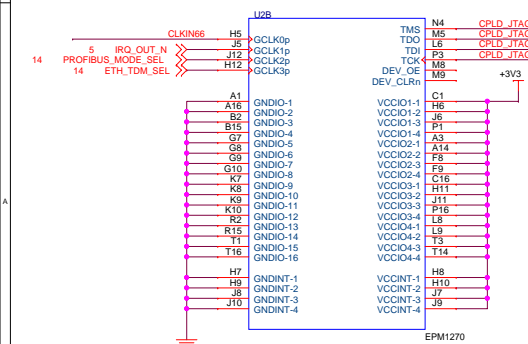 U2B
CLKIN66 H5 GCLK0p TMS N4 CPLD_JTAG
5 IRQ_OUT_N J5 GCLK1p TDO M5 CPLD_JTAG
14 PROFIBUS_MODE_SEL J12 GCLK2p TDI L6 CPLD_JTAG
14 ETH_TDM_SEL H12 GCLK3p TCK P3 CPLD_JTAG
DEV_OE M8
DEV_CLRn M9
+3V3
A1 GNDIO-1 VCCIO1-1 C1
A16 GNDIO-2 VCCIO1-2 H6
B2 GNDIO-3 VCCIO1-3 J6
B15 GNDIO-4 VCCIO1-4 P1
G7 GNDIO-5 VCCIO2-1 A3
G8 GNDIO-6 VCCIO2-2 A14
G9 GNDIO-7 VCCIO2-3 F8
G10 GNDIO-8 VCCIO2-4 F9
K7 GNDIO-9 VCCIO3-1 C16
K8 GNDIO-10 VCCIO3-2 H11
K9 GNDIO-11 VCCIO3-3 J11
K10 GNDIO-12 VCCIO3-4 P16
R2 GNDIO-13 VCCIO4-1 L8
R15 GNDIO-14 VCCIO4-2 L9
T1 GNDIO-15 VCCIO4-3 T3
T16 GNDIO-16 VCCIO4-4 T14
H7 GNDINT-1 VCCINT-1 H8
H9 GNDINT-2 VCCINT-2 H10
J8 GNDINT-3 VCCINT-3 J7
J10 GNDINT-4 VCCINT-4 J9
EPM1270
A